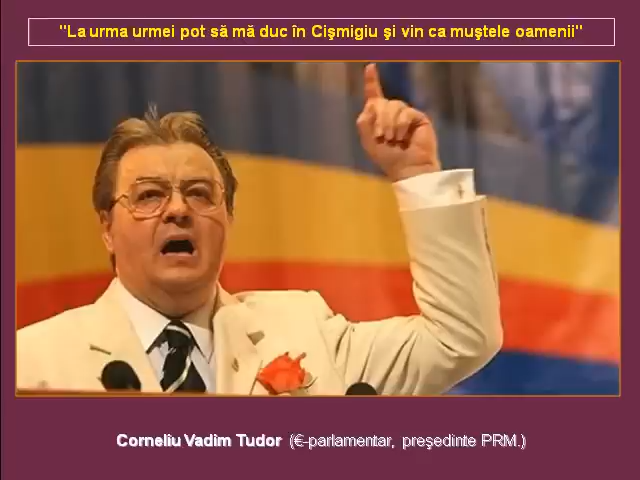 "La urma urmei pot să mă duc în Cişmigiu şi vin ca muştele oamenii"
Corneliu Vadim Tudor (€-parlamentar, preşedinte PRM.)